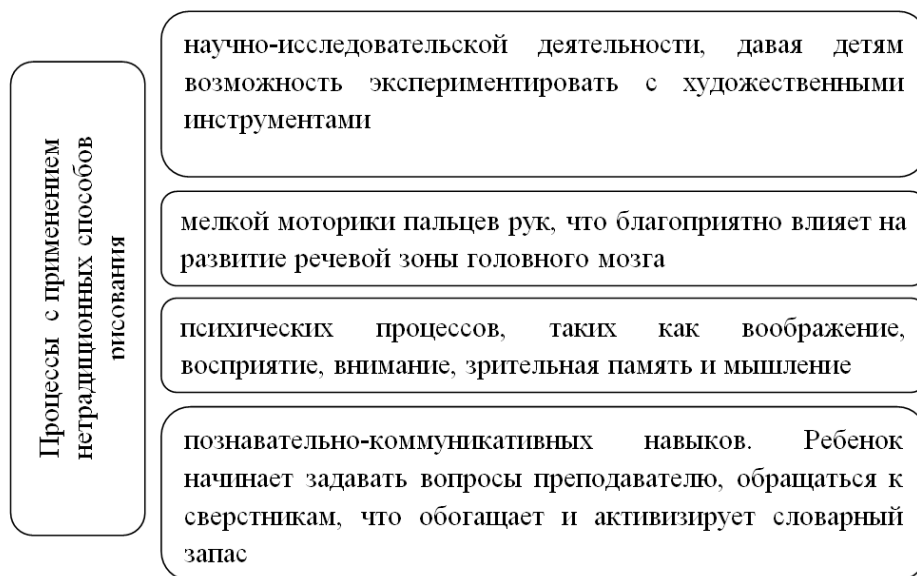 Процессы с применением
нетрадиционных способов
рисования
научно-исследовательской деятельности, давая детям
возможность экспериментировать с художественными
инструментами
мелкой моторики пальцев рук, что благоприятно влияет на
развитие речевой зоны головного мозга
психических процессов, таких как воображение,
восприятие, внимание, зрительная память и мышление
познавательно-коммуникативных навыков. Ребенок
начинает задавать вопросы преподавателю, обращаться к
сверстникам, что обогащает и активизирует словарный
запас